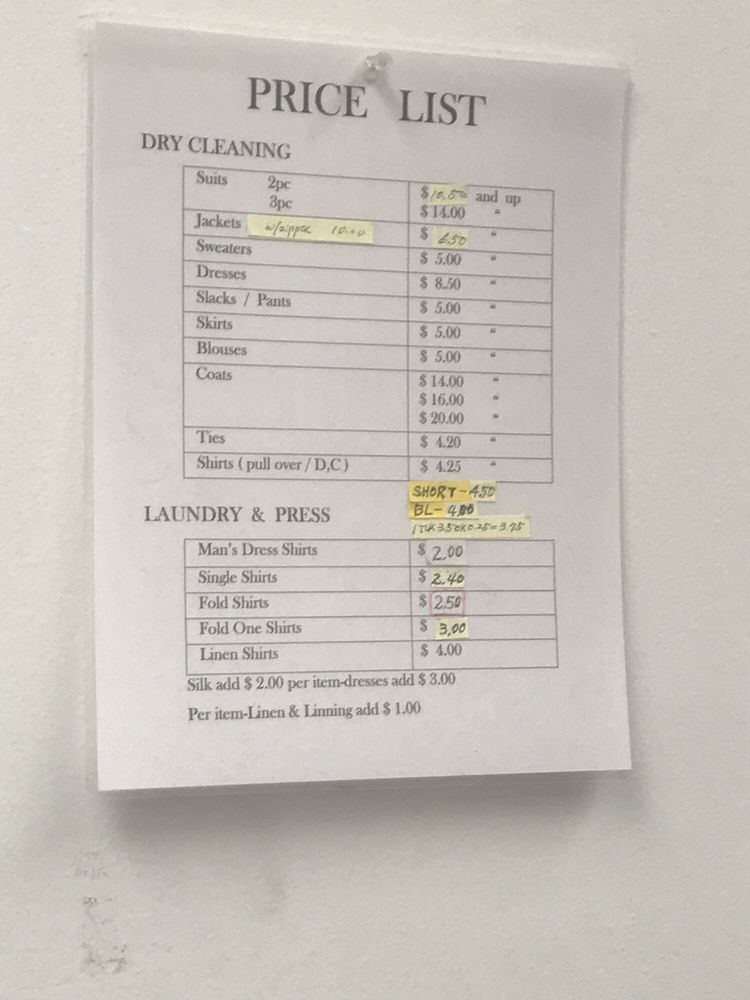 PRICE LIST
DRY CLEANING
Suits 2pc $10.50 and up
3pc $14.00 "
Jackets w/zipper 10.00 $ 6.50 "
Sweaters $ 5.00 "
Dresses $ 8.50 "
Slacks / Pants $ 5.00 "
Skirts $ 5.00 "
Blouses $ 5.00 "
Coats $ 14.00 "
$ 16.00 "
$ 20.00 "
Ties $ 4.20 "
Shirts ( pull over / D,C ) $ 4.25 "
SHORT - 450
BL -
LAUNDRY & PRESS
Man's Dress Shirts $ 2.00
Single Shirts $ 2.40
Fold Shirts $ 2.50
Fold One Shirts $ 3,00
Linen Shirts $ 4.00
Silk add $ 2.00 per item-dresses add $ 3.00
Per item-Linen & Linning add $ 1.00